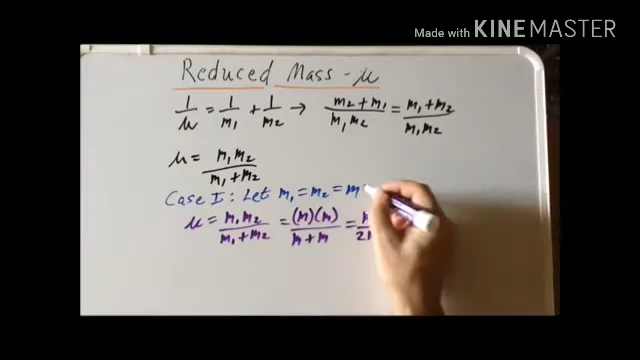 Made with KINEMASTER
Reduced Mass - μ
1/μ = 1/m₁ + 1/m₂ → (m₂ + m₁)/(m₁m₂) = (m₁ + m₂)/(m₁m₂)
μ = m₁m₂/(m₁ + m₂)
Case I: Let m₁ = m₂ = m
μ = m₁m₂/(m₁ + m₂) = (m)(m)/(m + m) =